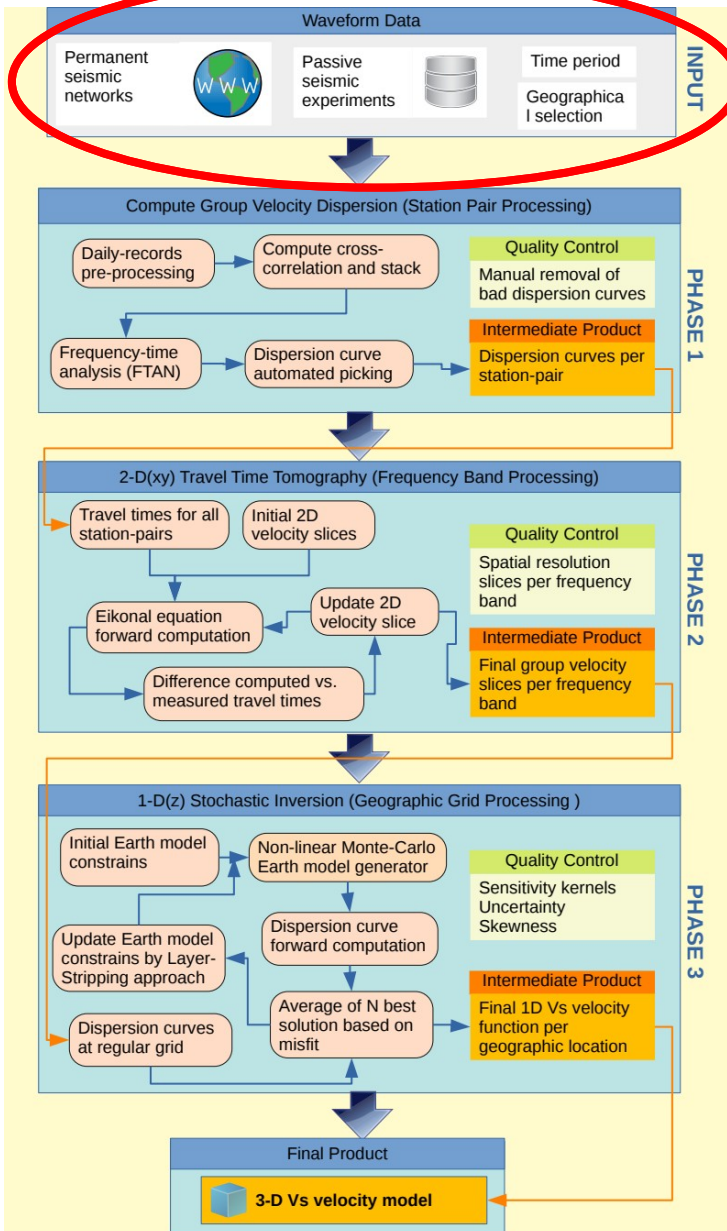 Waveform Data
Permanent
seismic
networks
WWW
Passive
seismic
experiments
Time period
Geographica
l selection
INPUT
Compute Group Velocity Dispersion (Station Pair Processing)
Daily-records
pre-processing
Compute cross-
correlation and stack
Quality Control
Manual removal of
bad dispersion curves
Frequency-time
analysis (FTAN)
Dispersion curve
automated picking
Intermediate Product
Dispersion curves per
station-pair
PHASE 1
2-D(xy) Travel Time Tomography (Frequency Band Processing)
Travel times for all
station-pairs
Initial 2D
velocity slices
Quality Control
Spatial resolution
slices per frequency
band
Eikonal equation
forward computation
Update 2D
velocity slice
Difference computed vs.
measured travel times
Intermediate Product
Final group velocity
slices per frequency
band
PHASE 2
1-D(z) Stochastic Inversion (Geographic Grid Processing )
Initial Earth model
constrains
Non-linear Monte-Carlo
Earth model generator
Quality Control
Sensitivity kernels
Uncertainty
Skewness
Dispersion curve
forward computation
Update Earth model
constrains by Layer-
Stripping approach
Average of N best
solution based on
misfit
Dispersion curves
at regular grid
Intermediate Product
Final 1D Vs velocity
function per
geographic location
PHASE 3
Final Product
3-D Vs velocity model